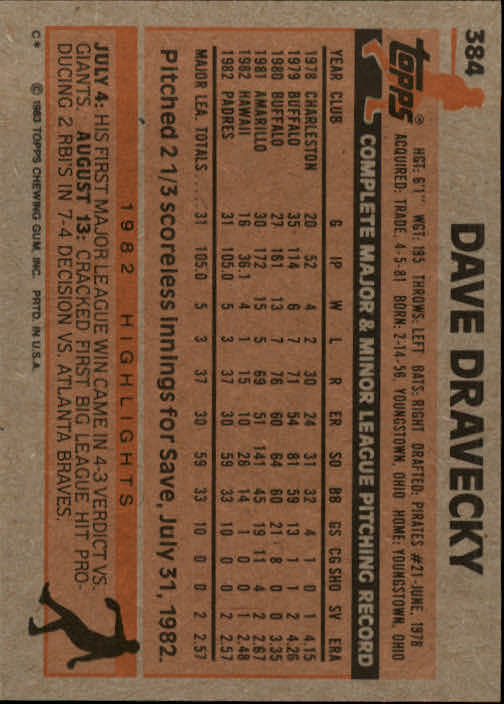 384
DAVE DRAVECKY
topps®
HGT: 6'1" WGT: 195 THROWS: LEFT BATS: RIGHT DRAFTED: PIRATES #21-JUNE, 1978
ACQUIRED: TRADE, 4-5-81 BORN: 2-14-56, YOUNGSTOWN, OHIO HOME: YOUNGSTOWN, OHIO
COMPLETE MAJOR & MINOR LEAGUE PITCHING RECORD
YEAR CLUB G IP W L R ER SO BB GS CG SHO SV ERA
1978 CHARLESTON 20 52 4 2 30 24 31 32 4 1 0 1 4.15
1979 BUFFALO 35 114 6 7 71 54 81 59 13 1 1 2 4.26
1980 BUFFALO 27 161 13 7 76 60 64 60 21 8 0 0 3.35
1981 AMARILLO 30 172 15 5 69 51 141 45 19 11 4 2 2.67
1982 HAWAII 16 36.1 4 1 15 10 26 14 1 0 0 1 2.48
1982 PADRES 31 105.0 5 3 37 30 59 33 10 0 0 2 2.57
MAJOR LEA. TOTALS .... 31 105.0 5 3 37 30 59 33 10 0 0 2 2.57
Pitched 2 1/3 scoreless innings for Save, July 31, 1982.
1982 HIGHLIGHTS
JULY 4: HIS FIRST MAJOR LEAGUE WIN CAME IN 4-3 VERDICT VS.
GIANTS. AUGUST 13: CRACKED FIRST BIG LEAGUE HIT PRO-
DUCING 2 RBI'S IN 7-4 DECISION VS. ATLANTA BRAVES.
C* © 1983 TOPPS CHEWING GUM, INC. PRTD. IN U.S.A.